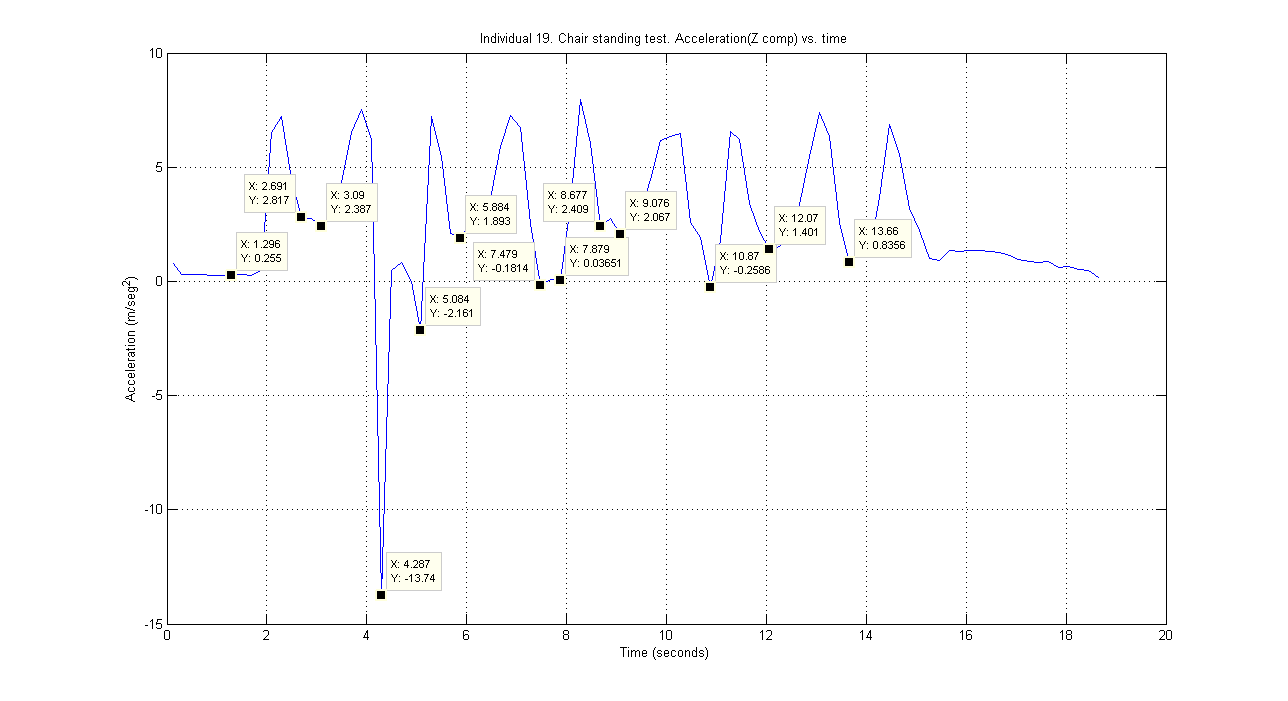 Individual 19. Chair standing test. Acceleration(Z comp) vs. time
10
5
0
-5
-10
-15
Acceleration (m/seg²)
X: 1.296
Y: 0.255
X: 2.691
Y: 2.817
X: 3.09
Y: 2.387
X: 4.287
Y: -13.74
X: 5.084
Y: -2.161
X: 5.884
Y: 1.893
X: 7.479
Y: -0.1814
X: 7.879
Y: 0.03651
X: 8.677
Y: 2.409
X: 9.076
Y: 2.067
X: 10.87
Y: -0.2586
X: 12.07
Y: 1.401
X: 13.66
Y: 0.8356
0 2 4 6 8 10 12 14 16 18 20
Time (seconds)